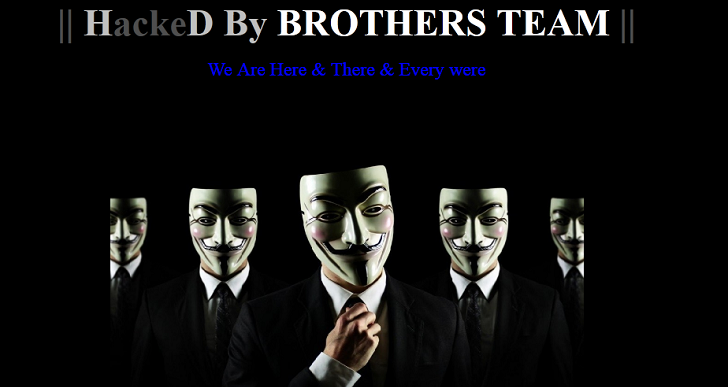 || HackeD By BROTHERS TEAM ||
We Are Here & There & Every were